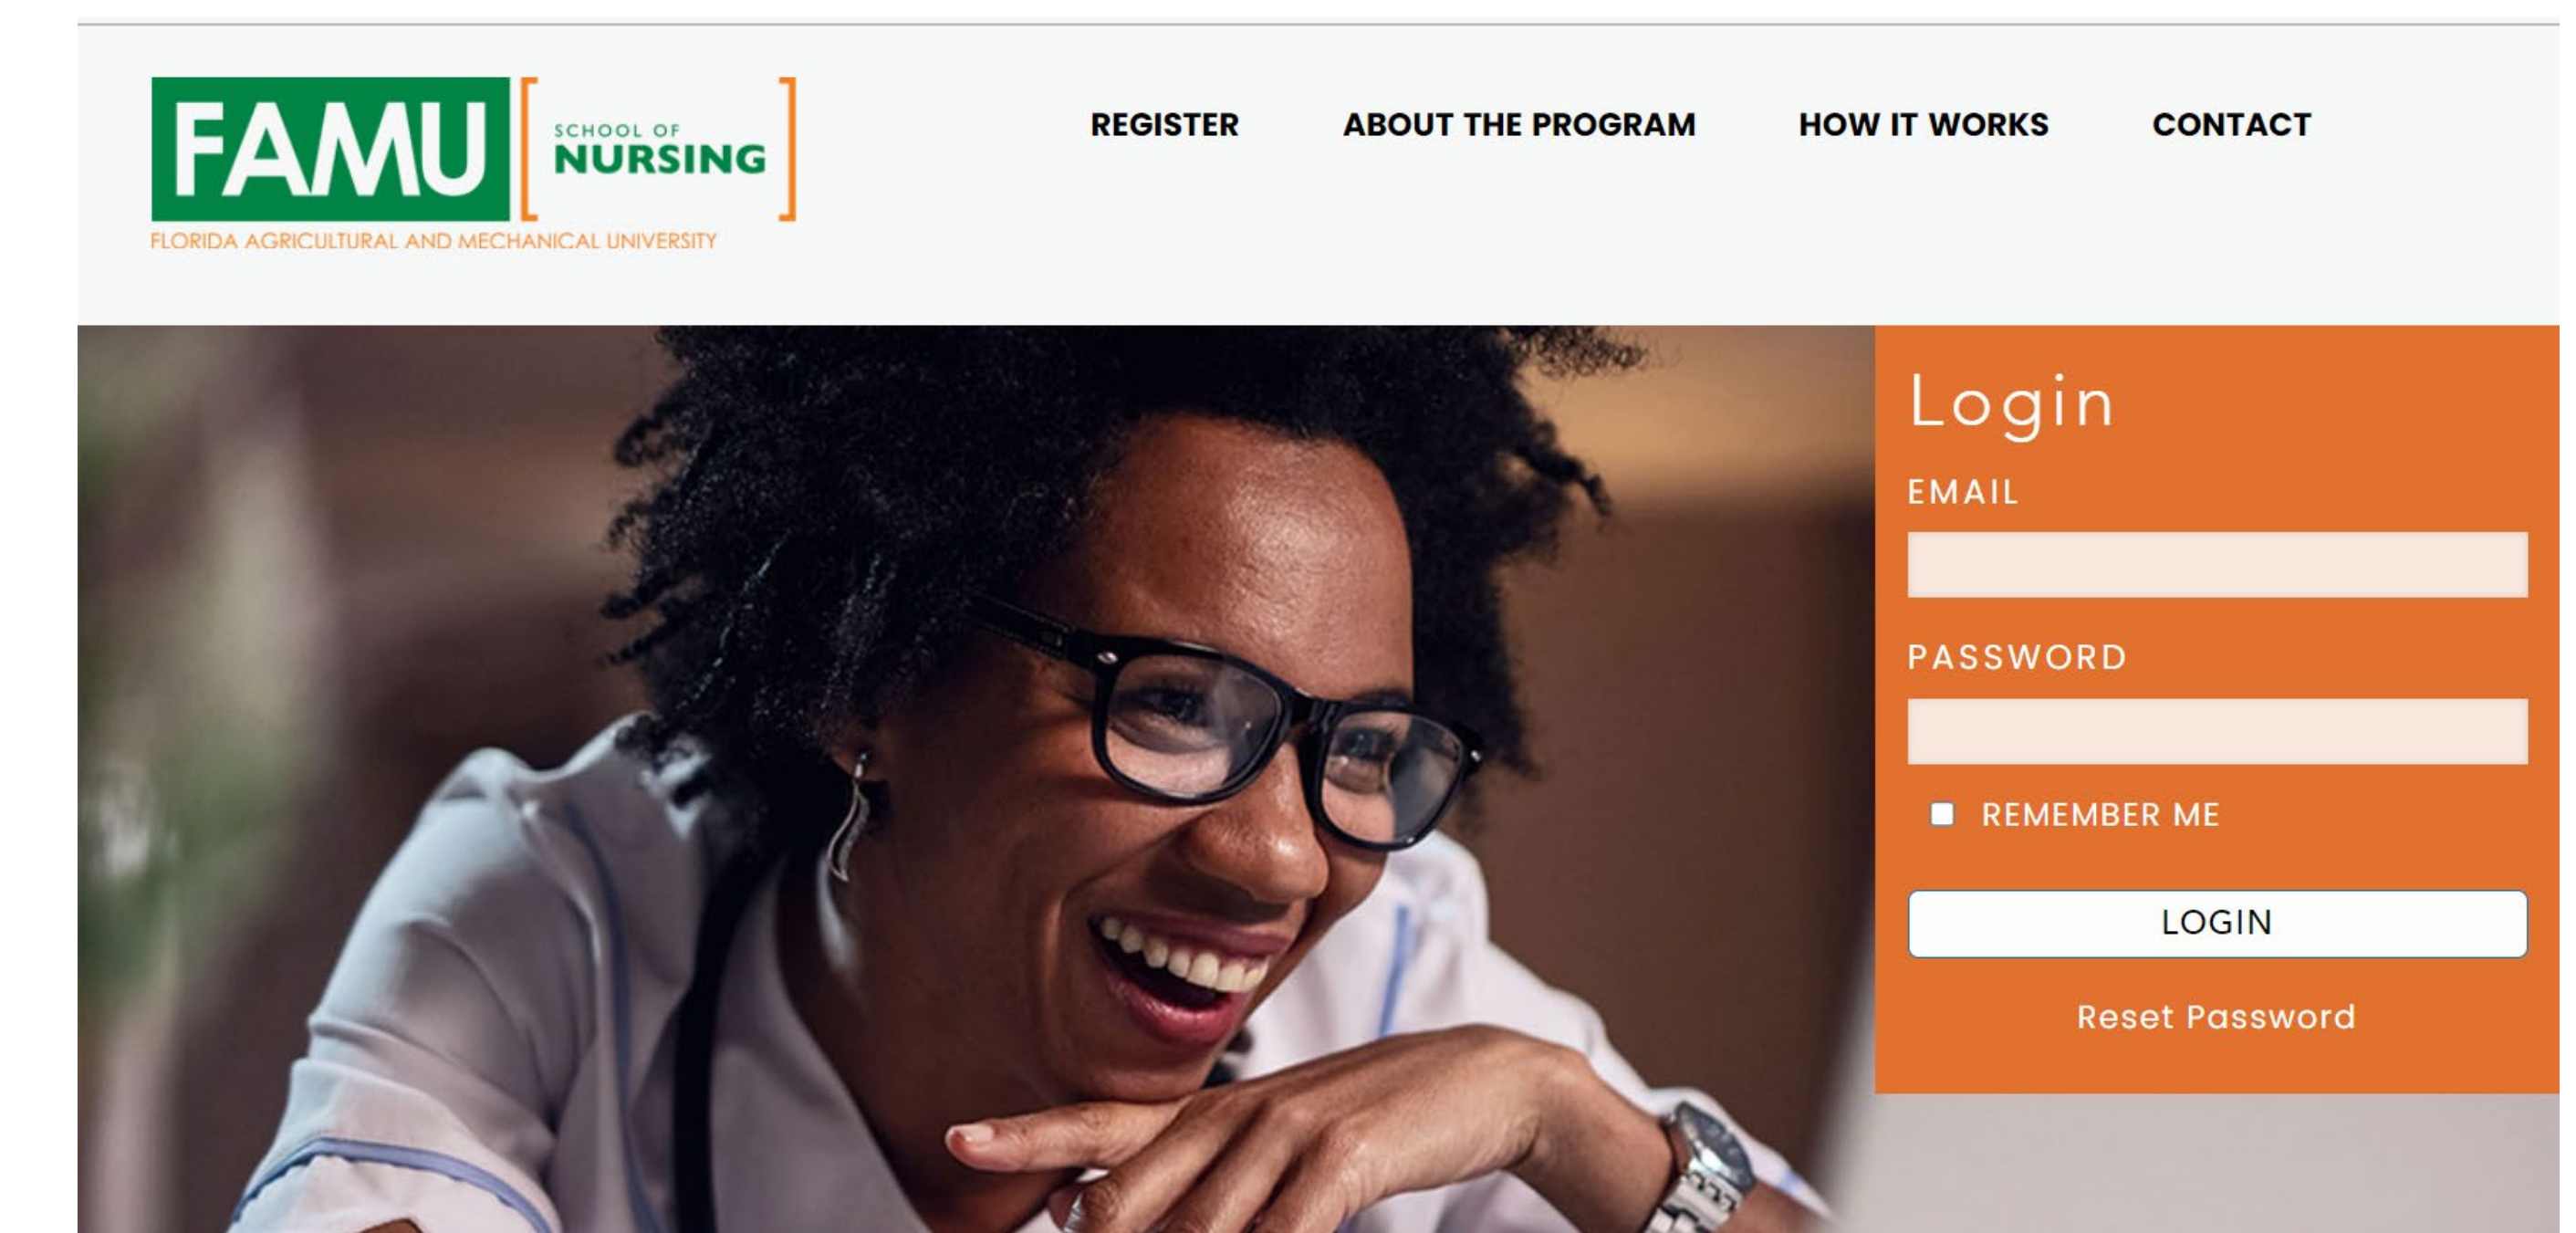 FAMU
SCHOOL OF
NURSING
FLORIDA AGRICULTURAL AND MECHANICAL UNIVERSITY
REGISTER
ABOUT THE PROGRAM
HOW IT WORKS
CONTACT
Login
EMAIL
PASSWORD
REMEMBER ME
LOGIN
Reset Password